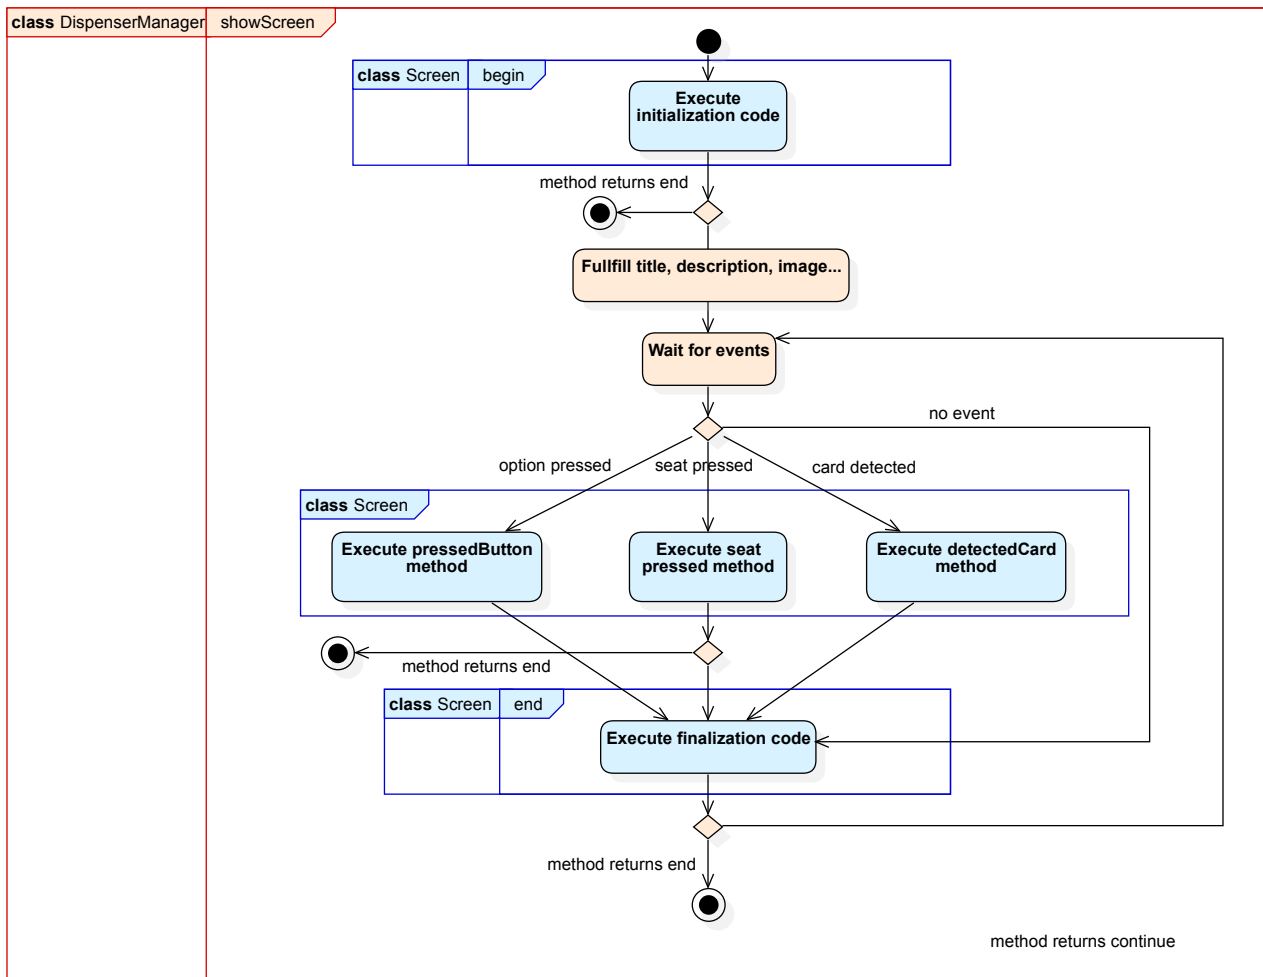 class DispenserManager
showScreen
class Screen
begin
Execute
initialization code
method returns end
Fullfill title, description, image...
Wait for events
no event
option pressed
seat pressed
card detected
class Screen
Execute pressedButton
method
Execute seat
pressed method
Execute detectedCard
method
method returns end
class Screen
end
Execute finalization code
method returns end
method returns continue